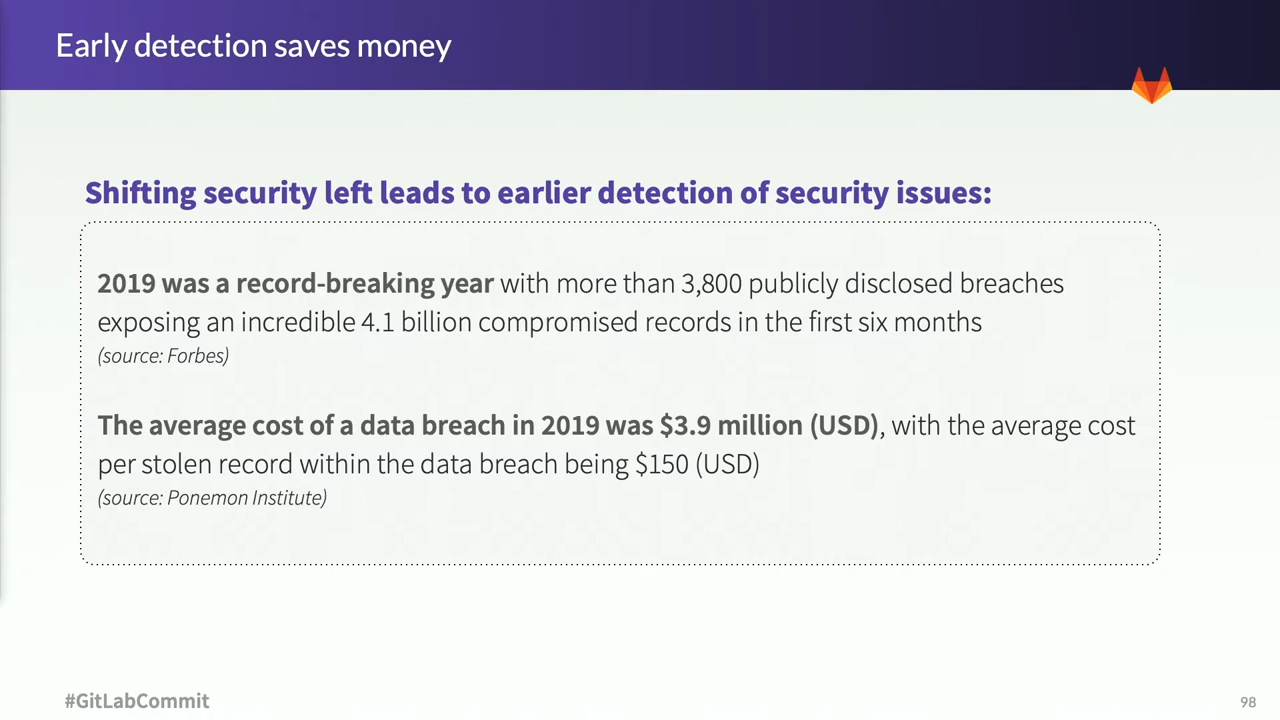 Early detection saves money
Shifting security left leads to earlier detection of security issues:
2019 was a record-breaking year with more than 3,800 publicly disclosed breaches
exposing an incredible 4.1 billion compromised records in the first six months
(source: Forbes)
The average cost of a data breach in 2019 was $3.9 million (USD), with the average cost
per stolen record within the data breach being $150 (USD)
(source: Ponemon Institute)
#GitLabCommit
98